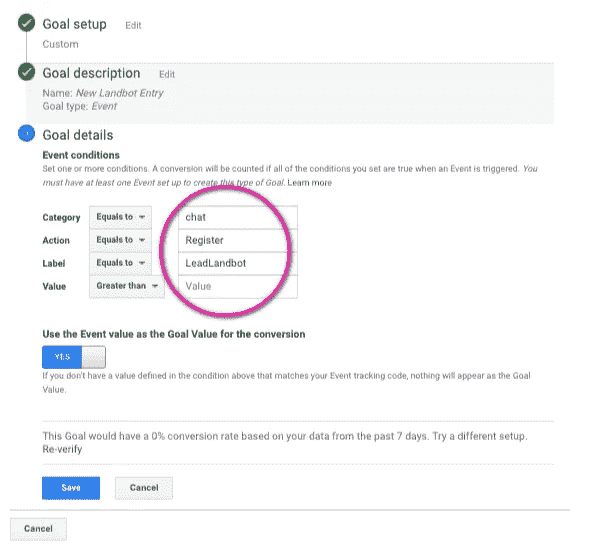 Goal setup Edit
Custom
Goal description Edit
Name: New Landbot Entry
Goal type: Event
Goal details
Event conditions
Set one or more conditions. A conversion will be counted if all of the conditions you set are true when an Event is triggered. You
must have at least one Event set up to create this type of Goal. Learn more
Category Equals to chat
Action Equals to Register
Label Equals to LeadLandbot
Value Greater than Value
Use the Event value as the Goal Value for the conversion
YES
If you don't have a value defined in the condition above that matches your Event tracking code, nothing will appear as the Goal
Value.
This Goal would have a 0% conversion rate based on your data from the past 7 days. Try a different setup.
Re-verify
Save Cancel
Cancel